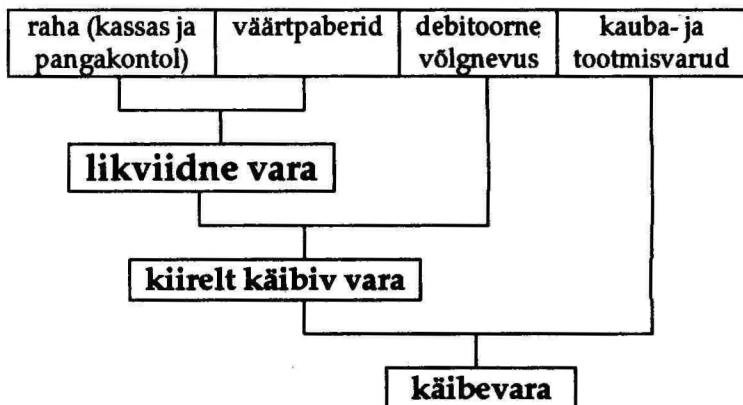 raha (kassas ja
pangakontol)
väärtpaberid
debitoorne
võlgnevus
kauba- ja
tootmisvarud
likviidne vara
kiirelt käibiv vara
käibevara